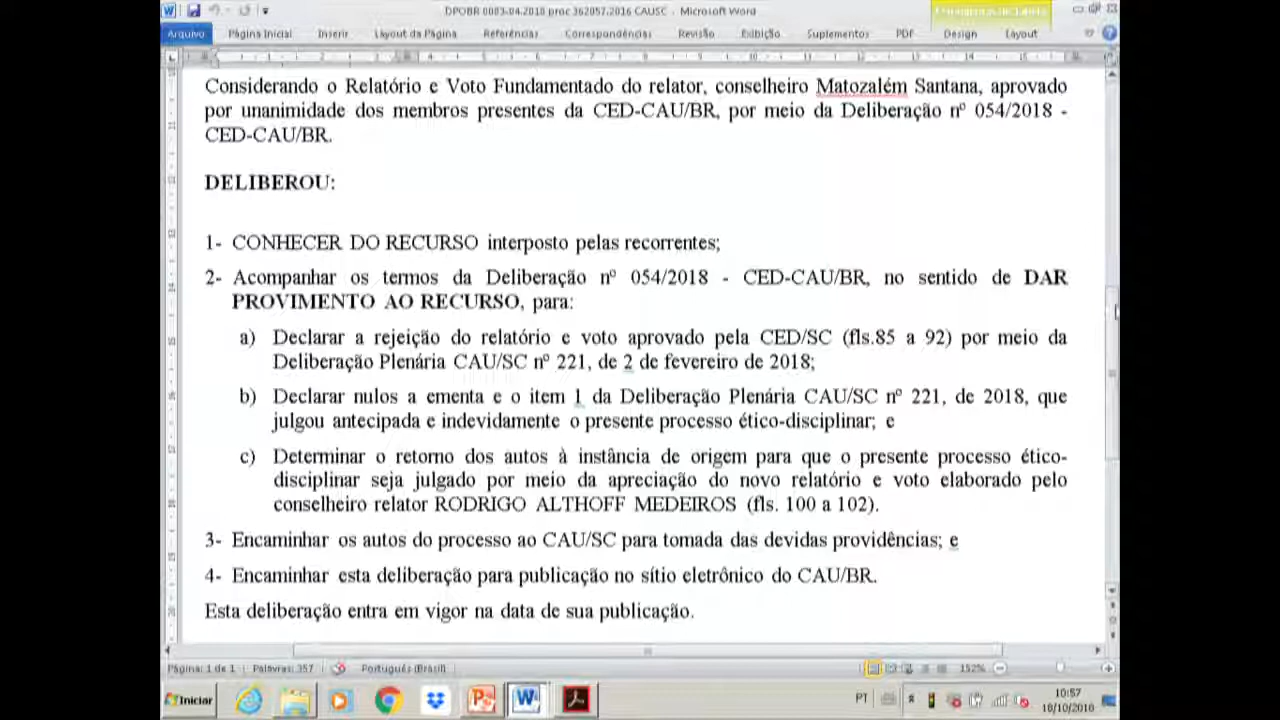 DPOBR 0083-04.2018 proc 362057.2016 CAUSC - Microsoft Word
Arquivo Página Inicial Inserir Layout da Página Referências Correspondências Revisão Exibição Suplementos PDF Design Layout
Considerando o Relatório e Voto Fundamentado do relator, conselheiro Matozalém Santana, aprovado
por unanimidade dos membros presentes da CED-CAU/BR, por meio da Deliberação nº 054/2018 -
CED-CAU/BR.
DELIBEROU:
1- CONHECER DO RECURSO interposto pelas recorrentes;
2- Acompanhar os termos da Deliberação nº 054/2018 - CED-CAU/BR, no sentido de DAR
PROVIMENTO AO RECURSO, para:
a) Declarar a rejeição do relatório e voto aprovado pela CED/SC (fls.85 a 92) por meio da
Deliberação Plenária CAU/SC nº 221, de 2 de fevereiro de 2018;
b) Declarar nulos a ementa e o item 1 da Deliberação Plenária CAU/SC nº 221, de 2018, que
julgou antecipada e indevidamente o presente processo ético-disciplinar; e
c) Determinar o retorno dos autos à instância de origem para que o presente processo ético-
disciplinar seja julgado por meio da apreciação do novo relatório e voto elaborado pelo
conselheiro relator RODRIGO ALTHOFF MEDEIROS (fls. 100 a 102).
3- Encaminhar os autos do processo ao CAU/SC para tomada das devidas providências; e
4- Encaminhar esta deliberação para publicação no sítio eletrônico do CAU/BR.
Esta deliberação entra em vigor na data de sua publicação.
Página: 1 de 1 Palavras: 357 Português (Brasil) 152%
Iniciar PT 10:57
18/10/2018